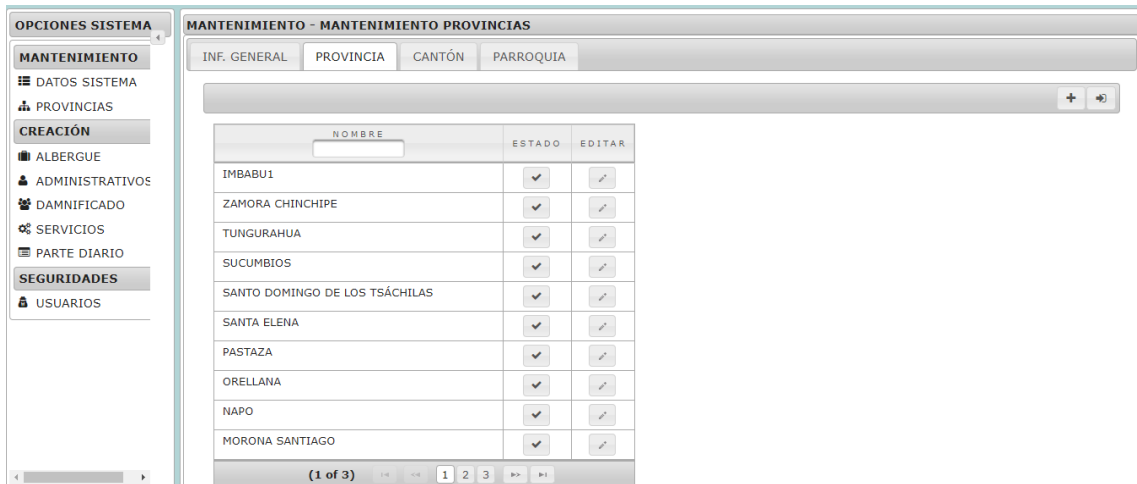 OPCIONES SISTEMA
MANTENIMIENTO
DATOS SISTEMA
PROVINCIAS
CREACIÓN
ALBERGUE
ADMINISTRATIVOS
DAMNIFICADO
SERVICIOS
PARTE DIARIO
SEGURIDADES
USUARIOS
MANTENIMIENTO - MANTENIMIENTO PROVINCIAS
INF. GENERAL PROVINCIA CANTÓN PARROQUIA
NOMBRE ESTADO EDITAR
IMBABU1
ZAMORA CHINCHIPE
TUNGURAHUA
SUCUMBIOS
SANTO DOMINGO DE LOS TSÁCHILAS
SANTA ELENA
PASTAZA
ORELLANA
NAPO
MORONA SANTIAGO
(1 of 3) 1 2 3